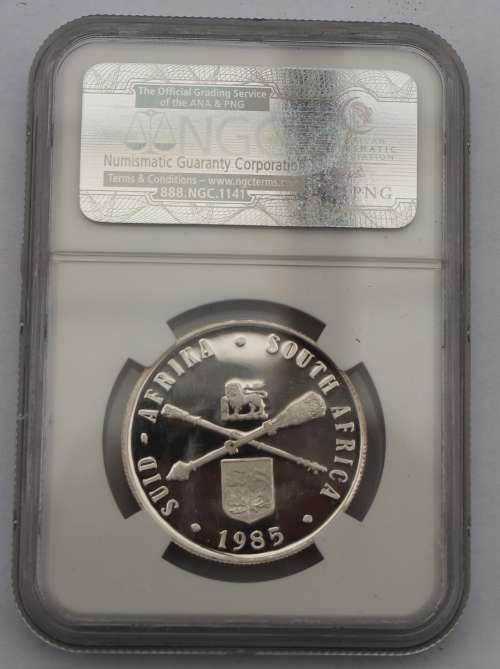 The Official Grading Service
of the ANA & PNG
NGC
Numismatic Guaranty Corporation
Terms & Conditions – www.ngcterms.c
888.NGC.1141
PNG
SUID - AFRIKA • SOUTH AFRICA
• 1985 •